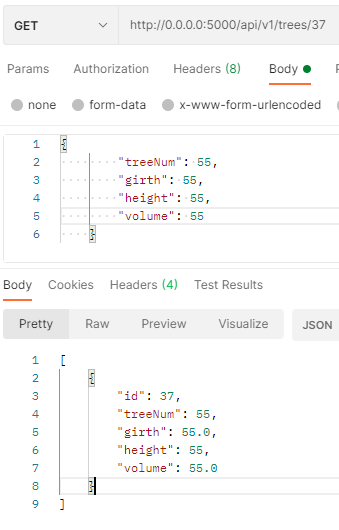 GET http://0.0.0.0:5000/api/v1/trees/37
Params Authorization Headers (8) Body
none form-data x-www-form-urlencoded
1 {
2 "treeNum": 55,
3 "girth": 55,
4 "height": 55,
5 "volume": 55
6 }
Body Cookies Headers (4) Test Results
Pretty Raw Preview Visualize JSON
1 [
2 {
3 "id": 37,
4 "treeNum": 55,
5 "girth": 55.0,
6 "height": 55,
7 "volume": 55.0
8 }
9 ]